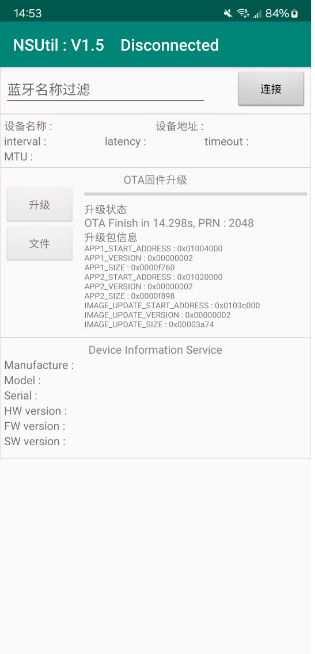 14:53
84%
NSUtil : V1.5 Disconnected
蓝牙名称过滤
连接
设备名称 : 设备地址 :
interval : latency : timeout :
MTU :
OTA固件升级
升级
文件
升级状态
OTA Finish in 14.298s, PRN : 2048
升级包信息
APP1_START_ADDRESS : 0x01004000
APP1_VERSION : 0x00000002
APP1_SIZE : 0x0000f760
APP2_START_ADDRESS : 0x01020000
APP2_VERSION : 0x00000002
APP2_SIZE : 0x0000f898
IMAGE_UPDATE_START_ADDRESS : 0x0103c000
IMAGE_UPDATE_VERSION : 0x00000002
IMAGE_UPDATE_SIZE : 0x00003a74
Device Information Service
Manufacture :
Model :
Serial :
HW version :
FW version :
SW version :